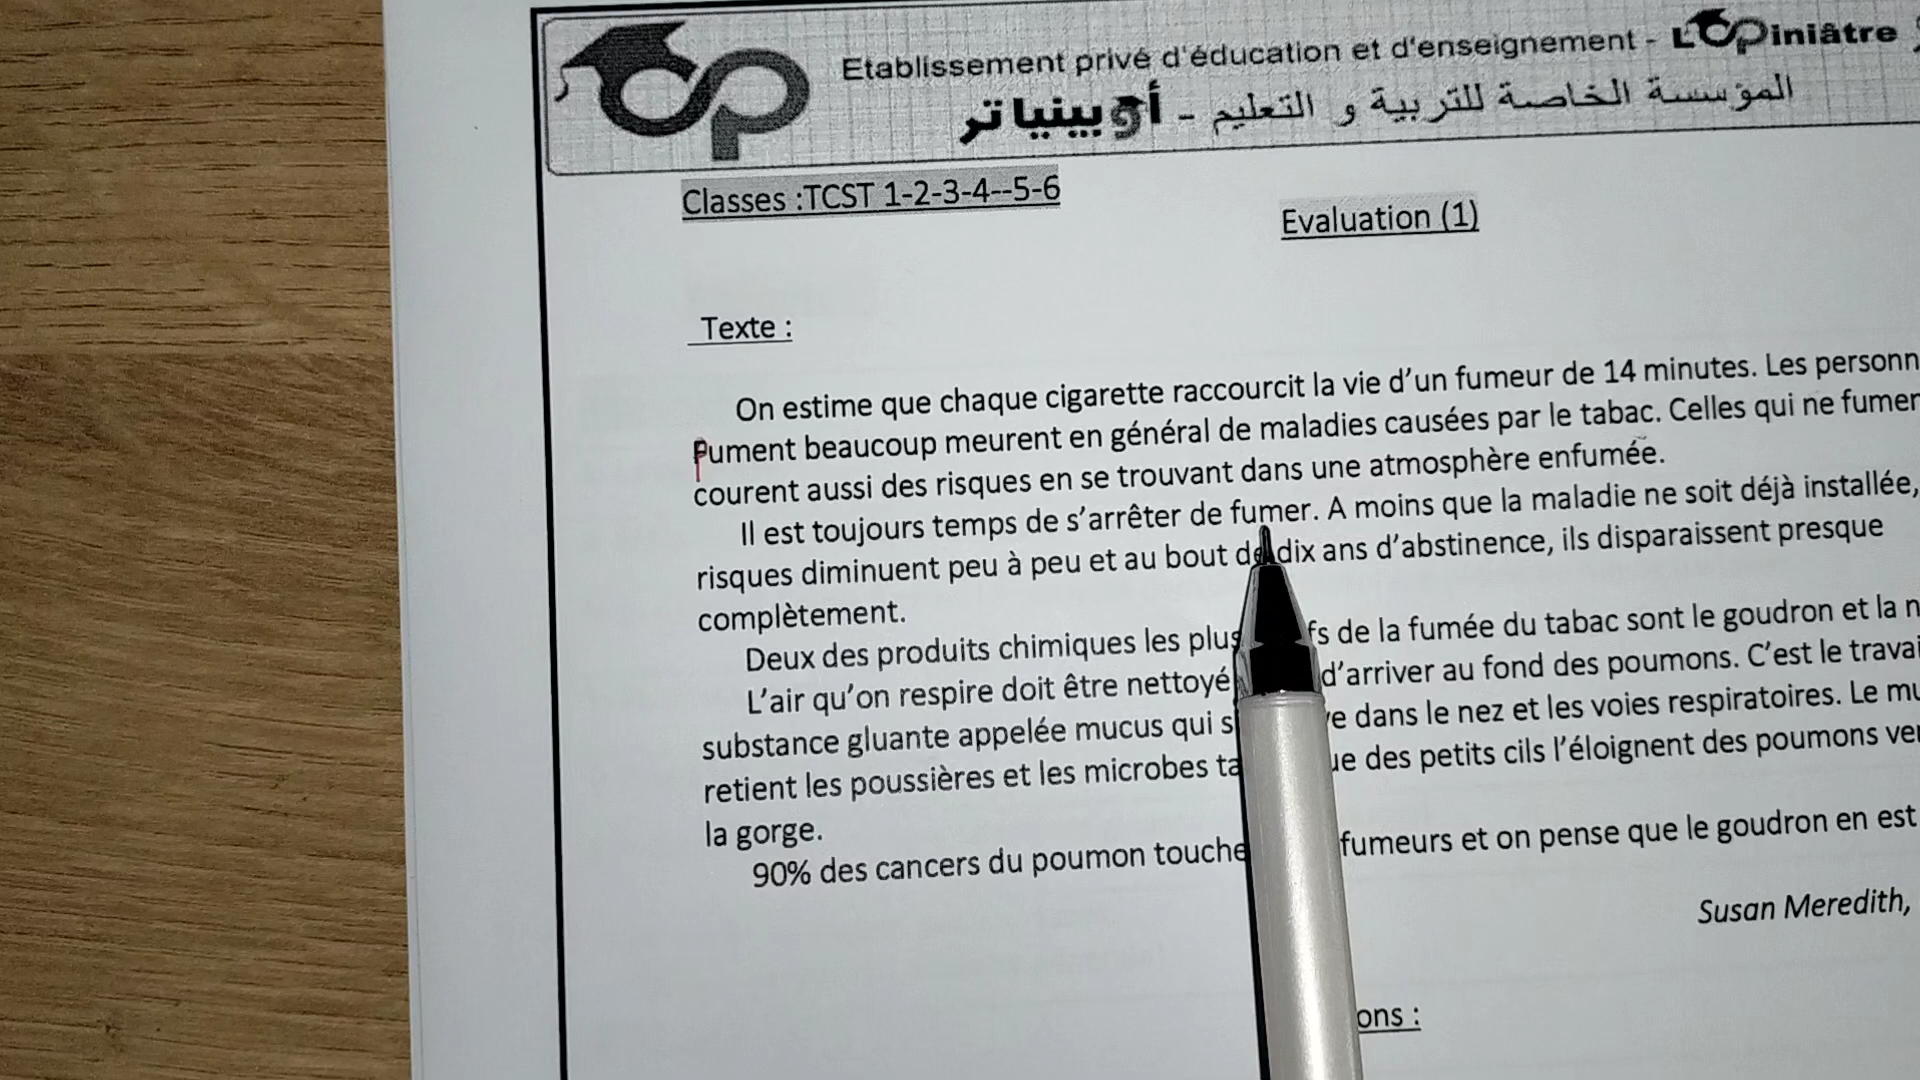 Etablissement privé d'éducation et d'enseignement - L'OPiniâtre
المؤسسة الخاصة للتربية و التعليم - أوبينياتر
Classes :TCST 1-2-3-4--5-6
Evaluation (1)
Texte :
On estime que chaque cigarette raccourcit la vie d'un fumeur de 14 minutes. Les personn
Pument beaucoup meurent en général de maladies causées par le tabac. Celles qui ne fumen
courent aussi des risques en se trouvant dans une atmosphère enfumée.
Il est toujours temps de s'arrêter de fumer. A moins que la maladie ne soit déjà installée,
risques diminuent peu à peu et au bout de dix ans d'abstinence, ils disparaissent presque
complètement.
Deux des produits chimiques les plus fs de la fumée du tabac sont le goudron et la n
L'air qu'on respire doit être nettoyé d'arriver au fond des poumons. C'est le travai
substance gluante appelée mucus qui s ve dans le nez et les voies respiratoires. Le mu
retient les poussières et les microbes ta ue des petits cils l'éloignent des poumons ver
la gorge.
90% des cancers du poumon touche fumeurs et on pense que le goudron en est
Susan Meredith,
ons :